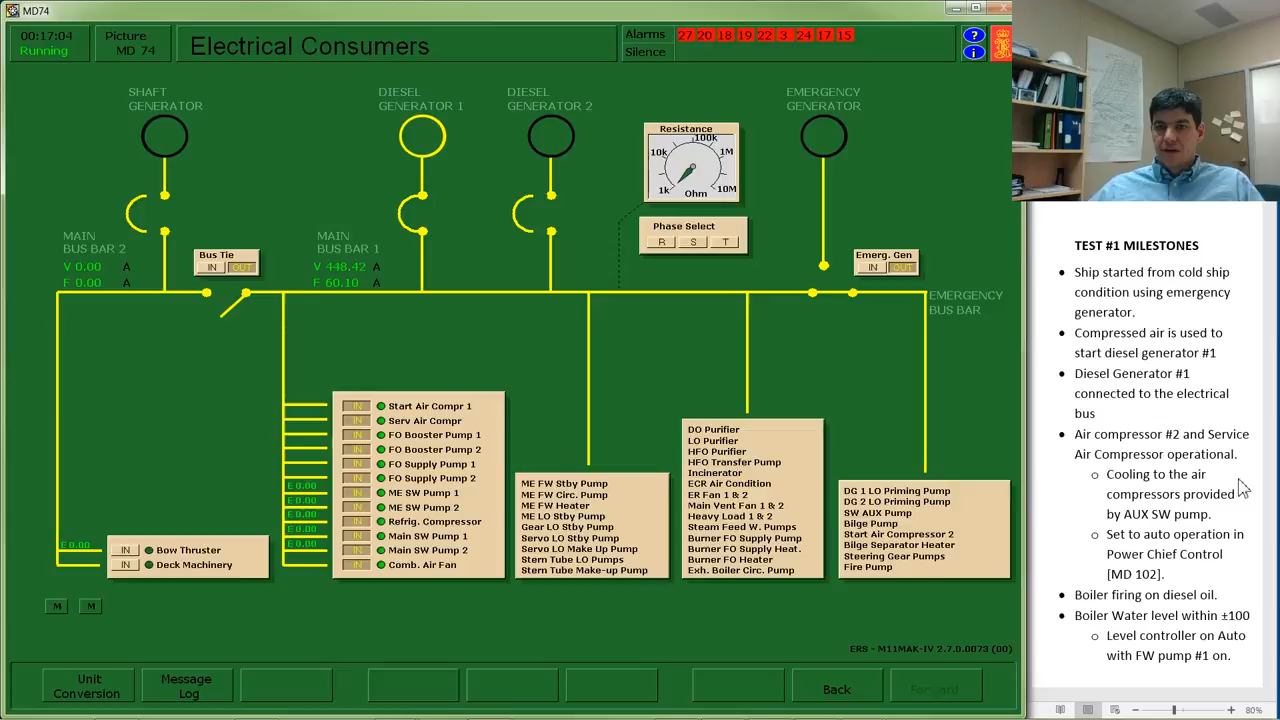 MD74
00:17:04
Running
Picture
MD 74
Electrical Consumers
Alarms
27 20 18 19 22 3 24 17 15
Silence
?
i
SHAFT
GENERATOR
DIESEL
GENERATOR 1
DIESEL
GENERATOR 2
EMERGENCY
GENERATOR
Resistance
1k 10k 100k 1M 10M
Ohm
Phase Select
R S T
MAIN
BUS BAR 2
V 0.00 A
F 0.00 A
Bus Tie
IN OUT
MAIN
BUS BAR 1
V 448.42 A
F 60.10 A
Emerg. Gen
IN OUT
EMERGENCY
BUS BAR
E 0.00
IN Bow Thruster
IN Deck Machinery
IN Start Air Compr 1
IN Serv Air Compr
IN FO Booster Pump 1
IN FO Booster Pump 2
IN FO Supply Pump 1
IN FO Supply Pump 2
E 0.00 IN ME SW Pump 1
E 0.00 IN ME SW Pump 2
E 0.00 IN Refrig. Compressor
E 0.00 IN Main SW Pump 1
E 0.00 IN Main SW Pump 2
IN Comb. Air Fan
ME FW Stby Pump
ME FW Circ. Pump
ME FW Heater
ME LO Stby Pump
Gear LO Stby Pump
Servo LO Stby Pump
Servo LO Make Up Pump
Stern Tube LO Pumps
Stern Tube Make-up Pump
DO Purifier
LO Purifier
HFO Purifier
HFO Transfer Pump
Incinerator
ECR Air Condition
ER Fan 1 & 2
Main Vent Fan 1 & 2
Heavy Load 1 & 2
Steam Feed W. Pumps
Burner FO Supply Pump
Burner FO Supply Heat.
Burner FO Heater
Exh. Boiler Circ. Pump
DG 1 LO Priming Pump
DG 2 LO Priming Pump
SW AUX Pump
Bilge Pump
Start Air Compressor 2
Bilge Separator Heater
Steering Gear Pumps
Fire Pump
M M
ERS - M11MAK-IV 2.7.0.0073 (00)
Unit
Conversion
Message
Log
Back
Forward
TEST #1 MILESTONES
• Ship started from cold ship
condition using emergency
generator.
• Compressed air is used to
start diesel generator #1
• Diesel Generator #1
connected to the electrical
bus
• Air compressor #2 and Service
Air Compressor operational.
o Cooling to the air
compressors provided
by AUX SW pump.
o Set to auto operation in
Power Chief Control
[MD 102].
• Boiler firing on diesel oil.
• Boiler Water level within ±100
o Level controller on Auto
with FW pump #1 on.
80%